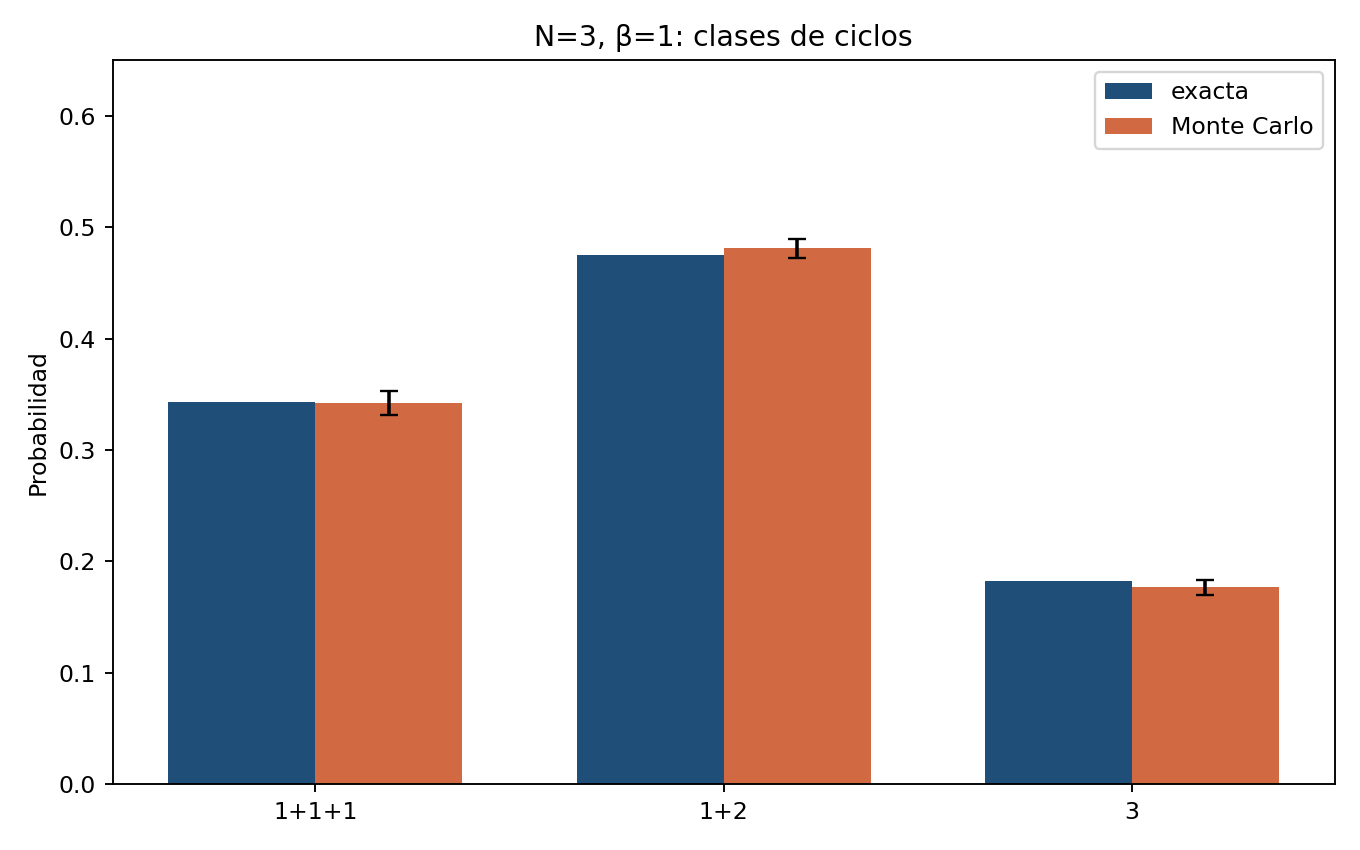 N=3, β=1: clases de ciclos
exacta
Monte Carlo
Probabilidad
0.6
0.5
0.4
0.3
0.2
0.1
0.0
1+1+1
1+2
3